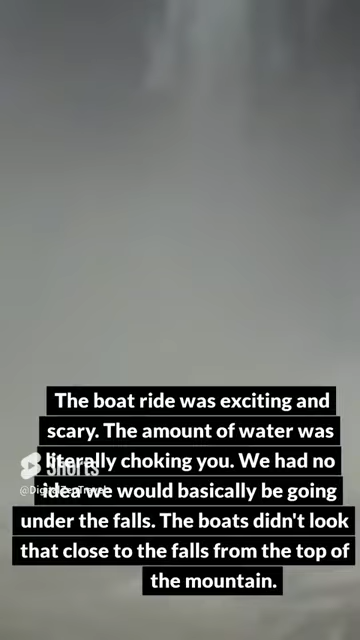 The boat ride was exciting and
scary. The amount of water was
literally choking you. We had no
idea we would basically be going
under the falls. The boats didn't look
that close to the falls from the top of
the mountain.
Shorts
@DigitalZenTravel